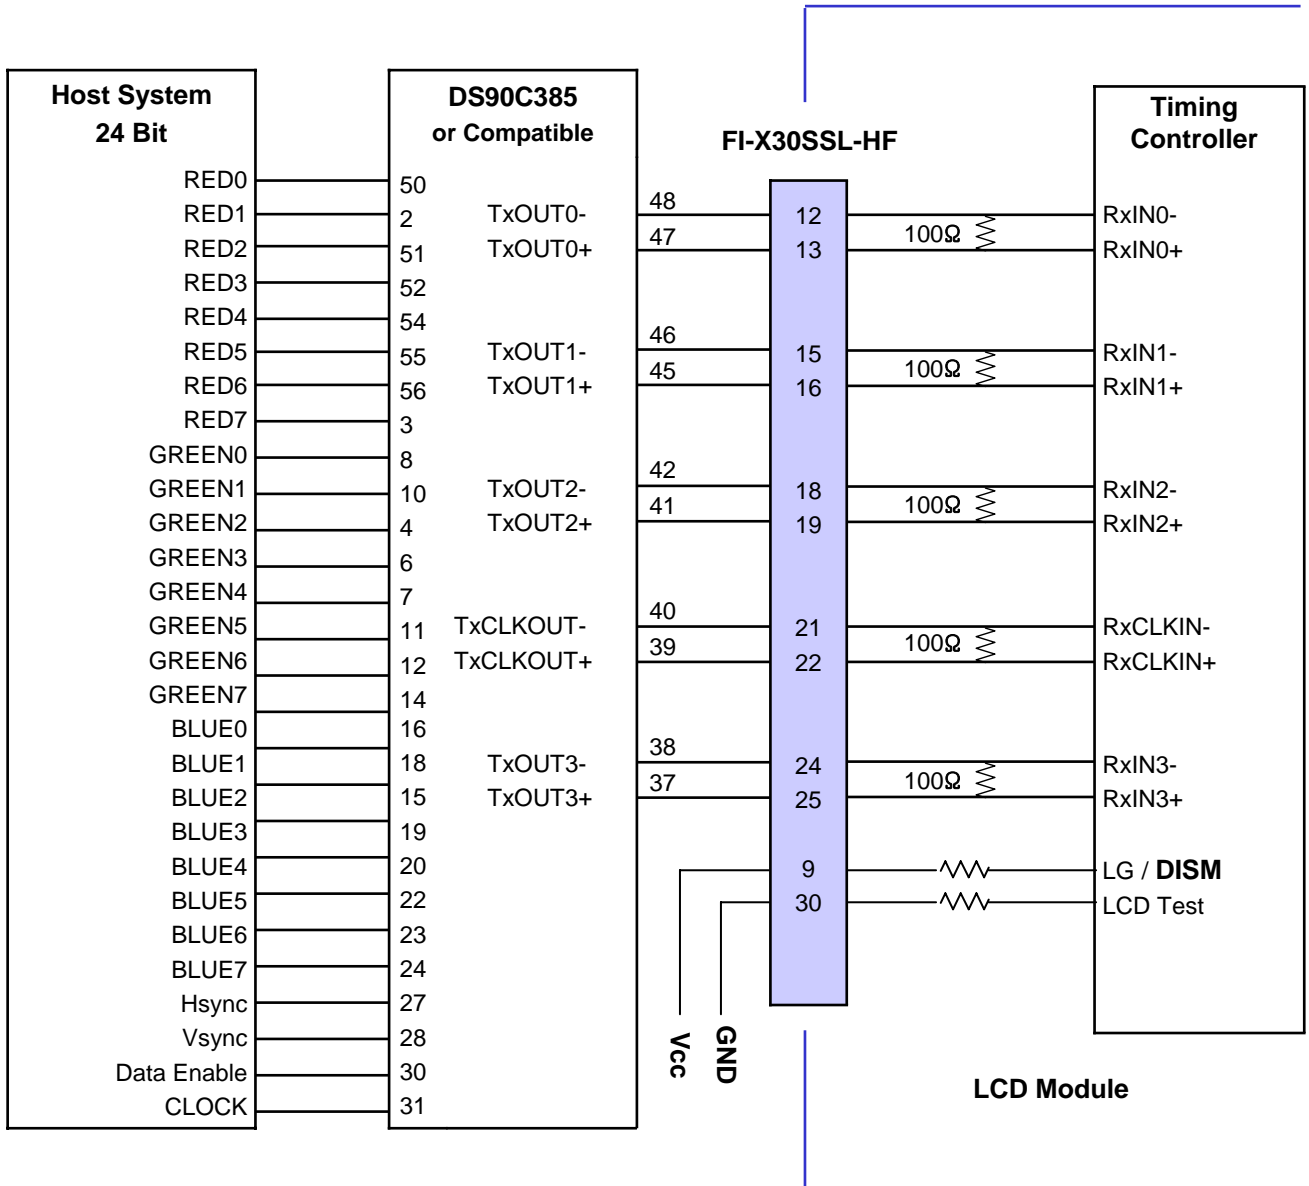 Host System
24 Bit
RED0
RED1
RED2
RED3
RED4
RED5
RED6
RED7
GREEN0
GREEN1
GREEN2
GREEN3
GREEN4
GREEN5
GREEN6
GREEN7
BLUE0
BLUE1
BLUE2
BLUE3
BLUE4
BLUE5
BLUE6
BLUE7
Hsync
Vsync
Data Enable
CLOCK
DS90C385
or Compatible
50
2
51
52
54
55
56
3
8
10
4
6
7
11
12
14
16
18
15
19
20
22
23
24
27
28
30
31
TxOUT0-
TxOUT0+
TxOUT1-
TxOUT1+
TxOUT2-
TxOUT2+
TxCLKOUT-
TxCLKOUT+
TxOUT3-
TxOUT3+
48
47
46
45
42
41
40
39
38
37
Vcc
GND
FI-X30SSL-HF
12
13
15
16
18
19
21
22
24
25
9
30
100Ω
100Ω
100Ω
100Ω
100Ω
Timing
Controller
RxIN0-
RxIN0+
RxIN1-
RxIN1+
RxIN2-
RxIN2+
RxCLKIN-
RxCLKIN+
RxIN3-
RxIN3+
LG / DISM
LCD Test
LCD Module